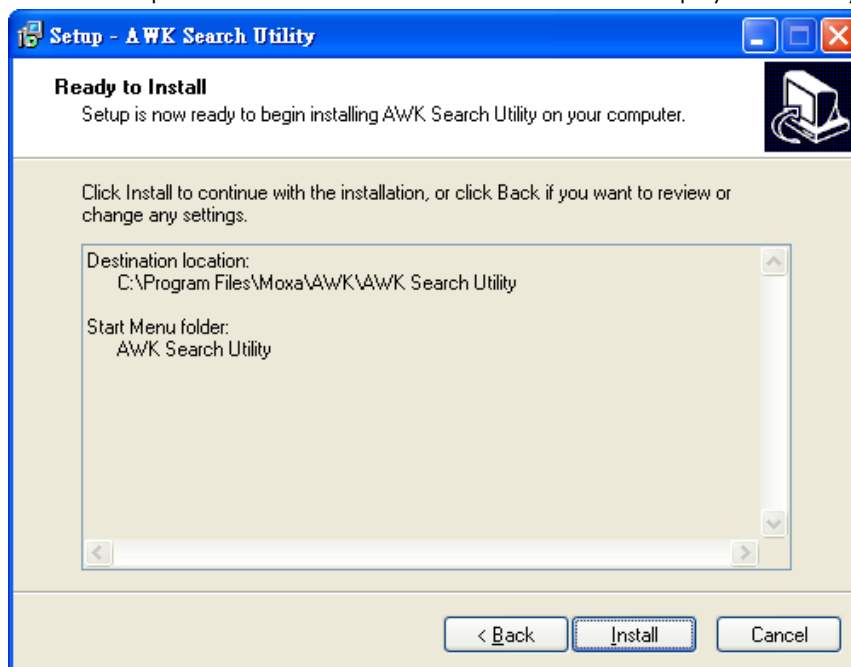 Setup - AWK Search Utility
Ready to Install
Setup is now ready to begin installing AWK Search Utility on your computer.
Click Install to continue with the installation, or click Back if you want to review or
change any settings.
Destination location:
C:\Program Files\Moxa\AWK\AWK Search Utility
Start Menu folder:
AWK Search Utility
< Back
Install
Cancel